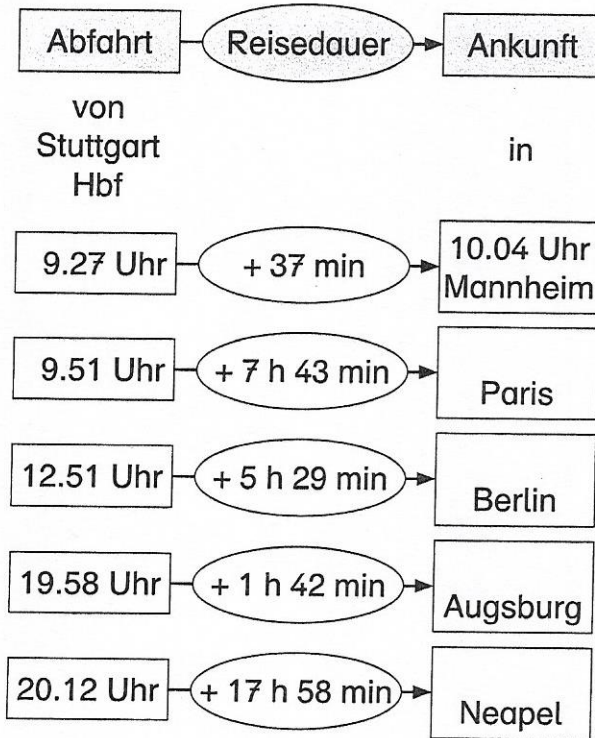 Abfahrt Reisedauer Ankunft
von
Stuttgart
Hbf
in
9.27 Uhr + 37 min 10.04 Uhr
Mannheim
9.51 Uhr + 7 h 43 min
Paris
12.51 Uhr + 5 h 29 min
Berlin
19.58 Uhr + 1 h 42 min
Augsburg
20.12 Uhr + 17 h 58 min
Neapel